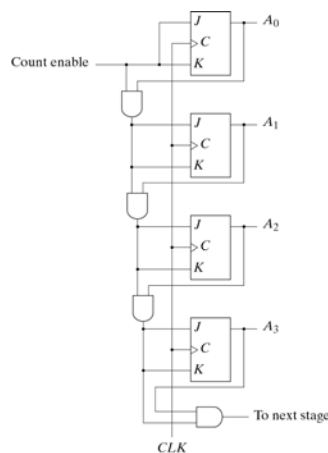 J A₀
C
Count enable K
J A₁
C
K
J A₂
C
K
J A₃
C
K
To next stage
CLK